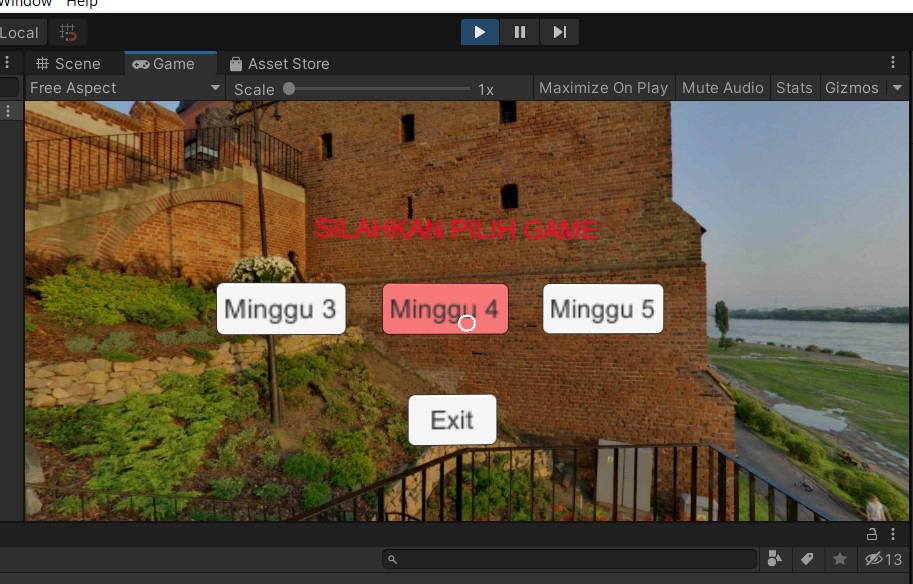 Window Help
Local
Scene Game Asset Store
Free Aspect Scale 1x Maximize On Play Mute Audio Stats Gizmos
SILAHKAN PILIH GAME
Minggu 3 Minggu 4 Minggu 5
Exit
13